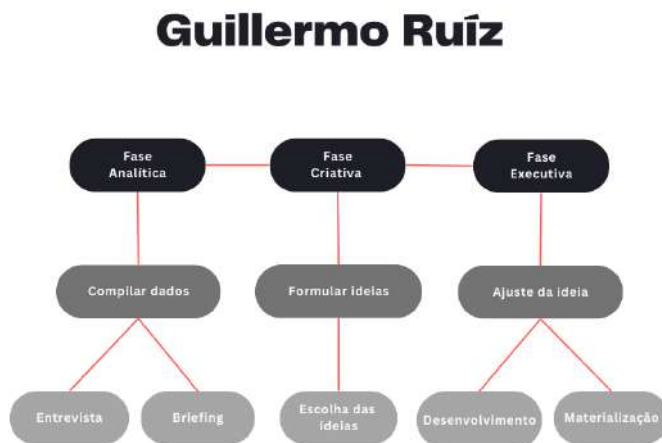 Guillermo Ruíz
Fase
Analítica
Fase
Criativa
Fase
Executiva
Compilar dados
Formular ideias
Ajuste da ideia
Entrevista
Briefing
Escolha das
ideias
Desenvolvimento
Materialização